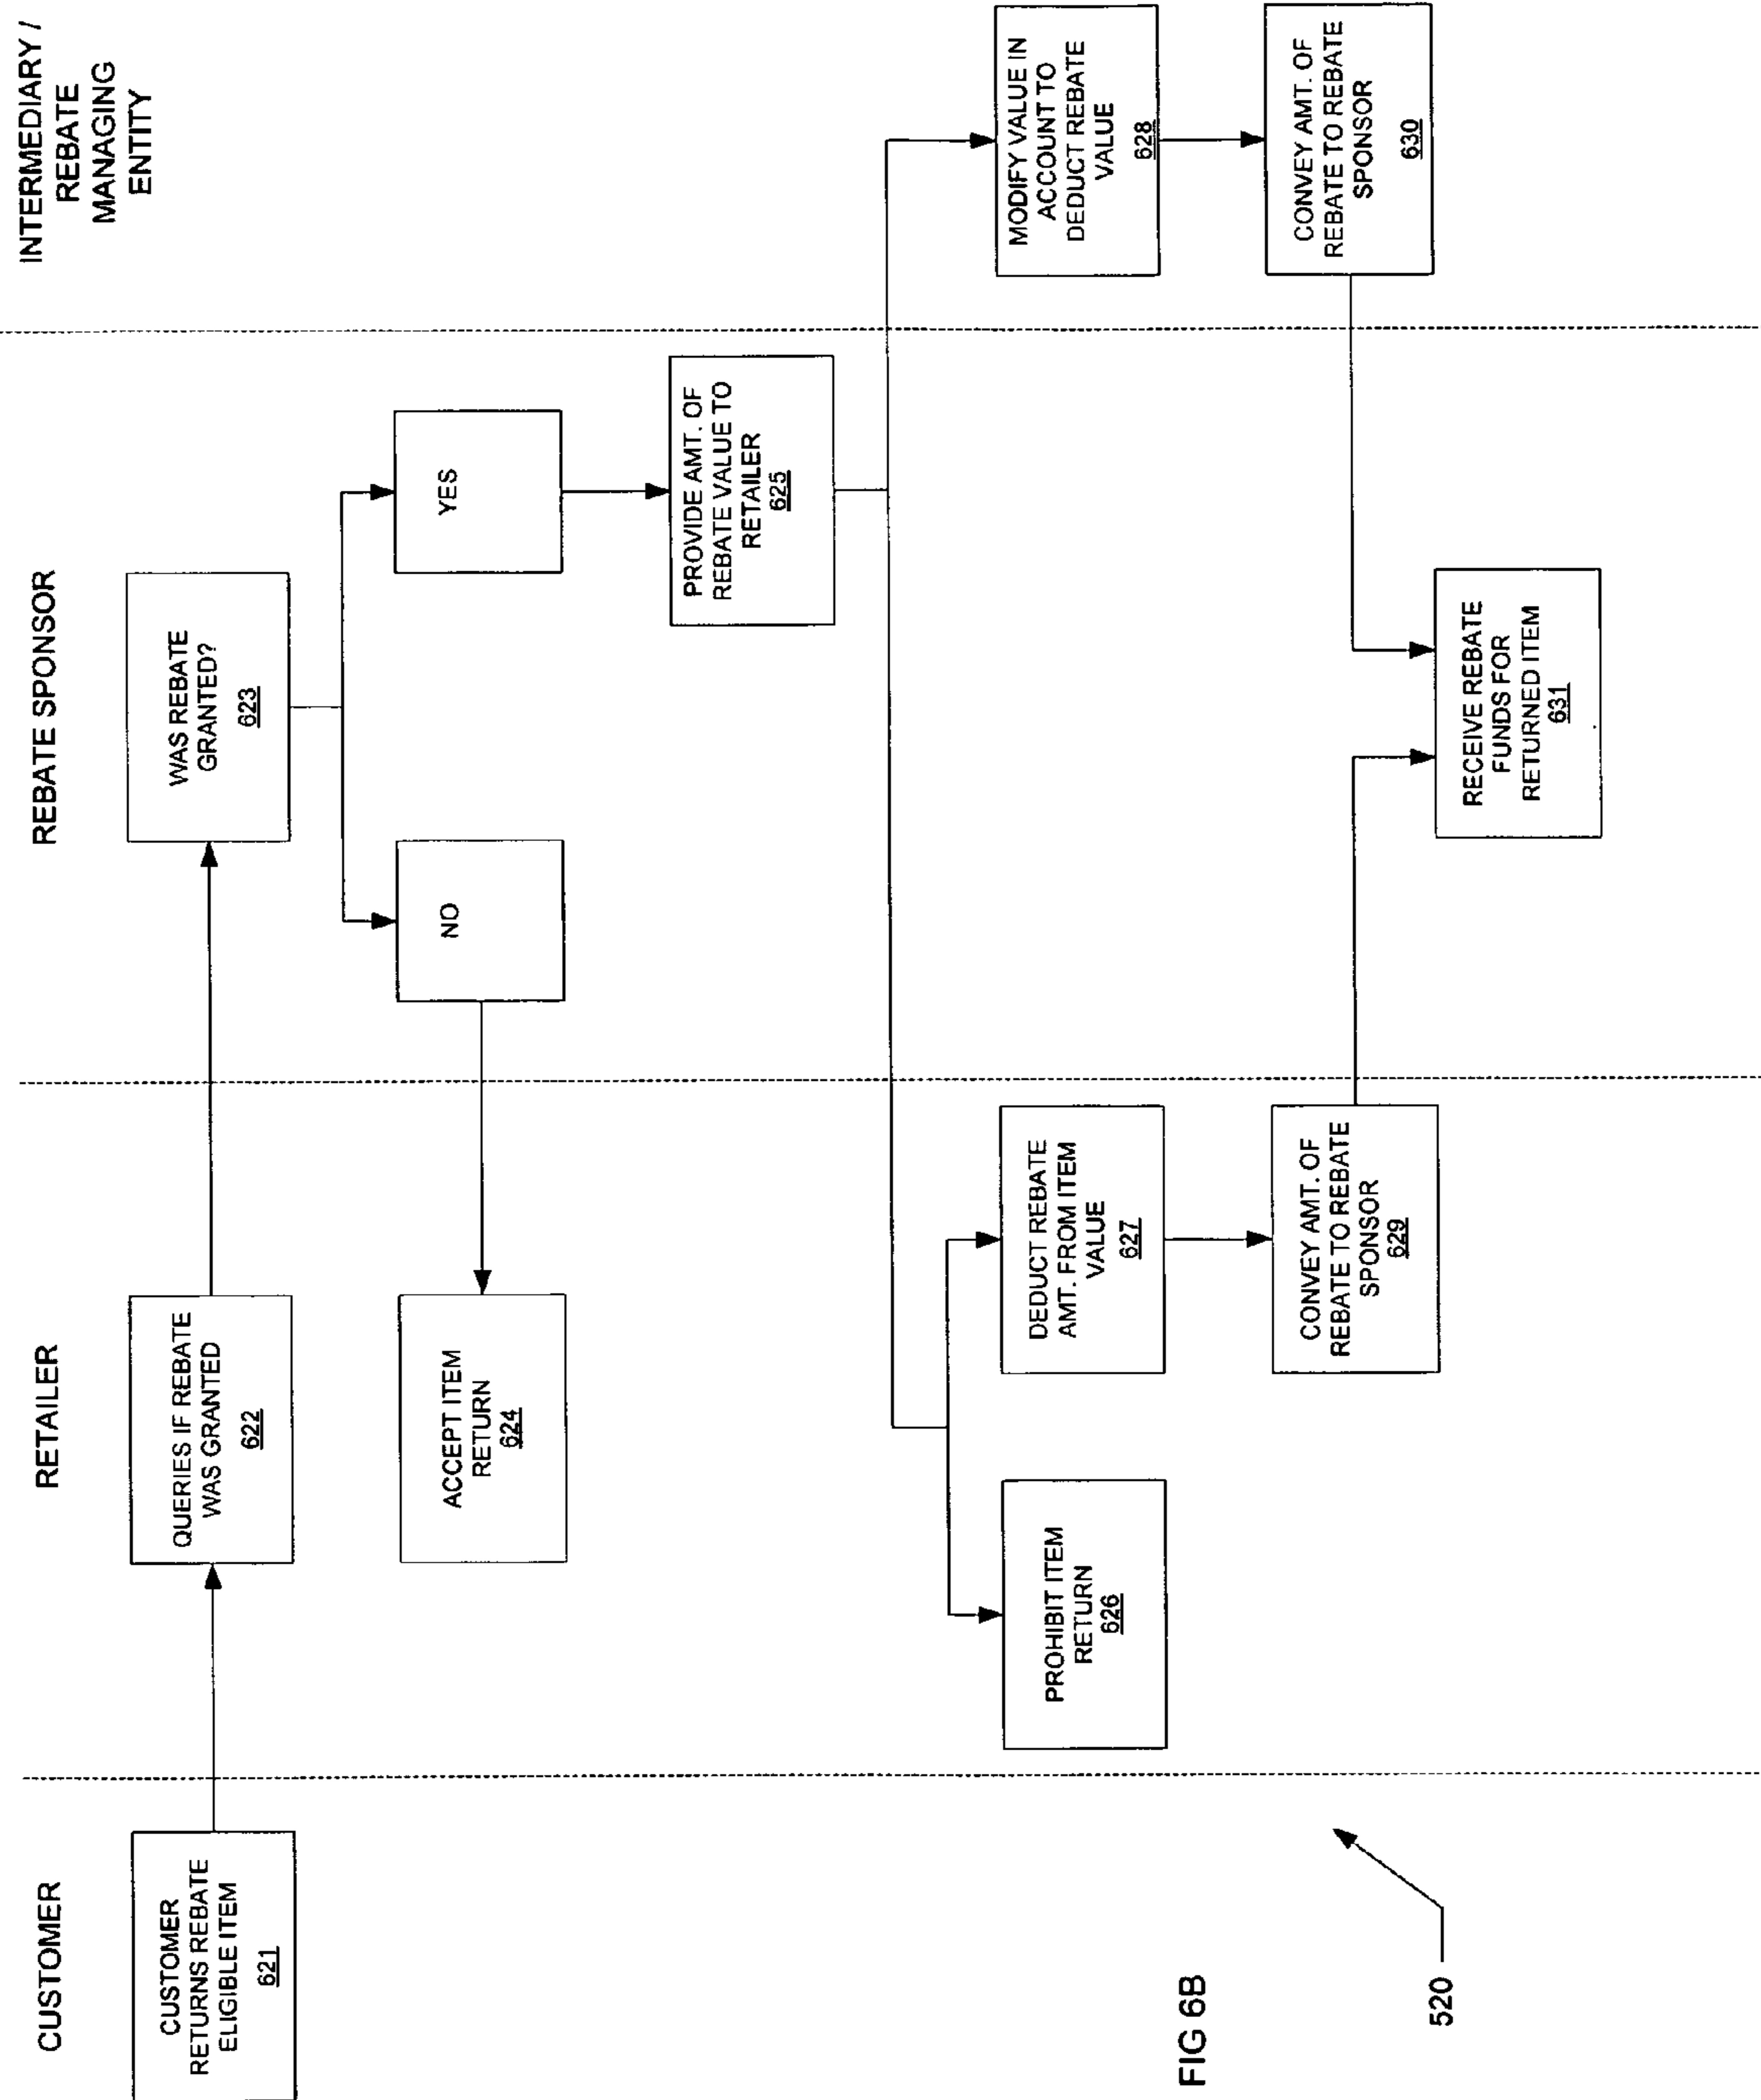 CUSTOMER
RETAILER
REBATE SPONSOR
INTERMEDIARY /
REBATE
MANAGING
ENTITY
CUSTOMER
RETURNS REBATE
ELIGIBLE ITEM
621
QUERIES IF REBATE
WAS GRANTED
622
WAS REBATE
GRANTED?
623
NO
YES
ACCEPT ITEM
RETURN
624
PROVIDE AMT. OF
REBATE VALUE TO
RETAILER
625
PROHIBIT ITEM
RETURN
626
DEDUCT REBATE
AMT. FROM ITEM
VALUE
627
MODIFY VALUE IN
ACCOUNT TO
DEDUCT REBATE
VALUE
628
CONVEY AMT. OF
REBATE TO REBATE
SPONSOR
629
CONVEY AMT. OF
REBATE TO REBATE
SPONSOR
630
RECEIVE REBATE
FUNDS FOR
RETURNED ITEM
631
FIG 6B
520